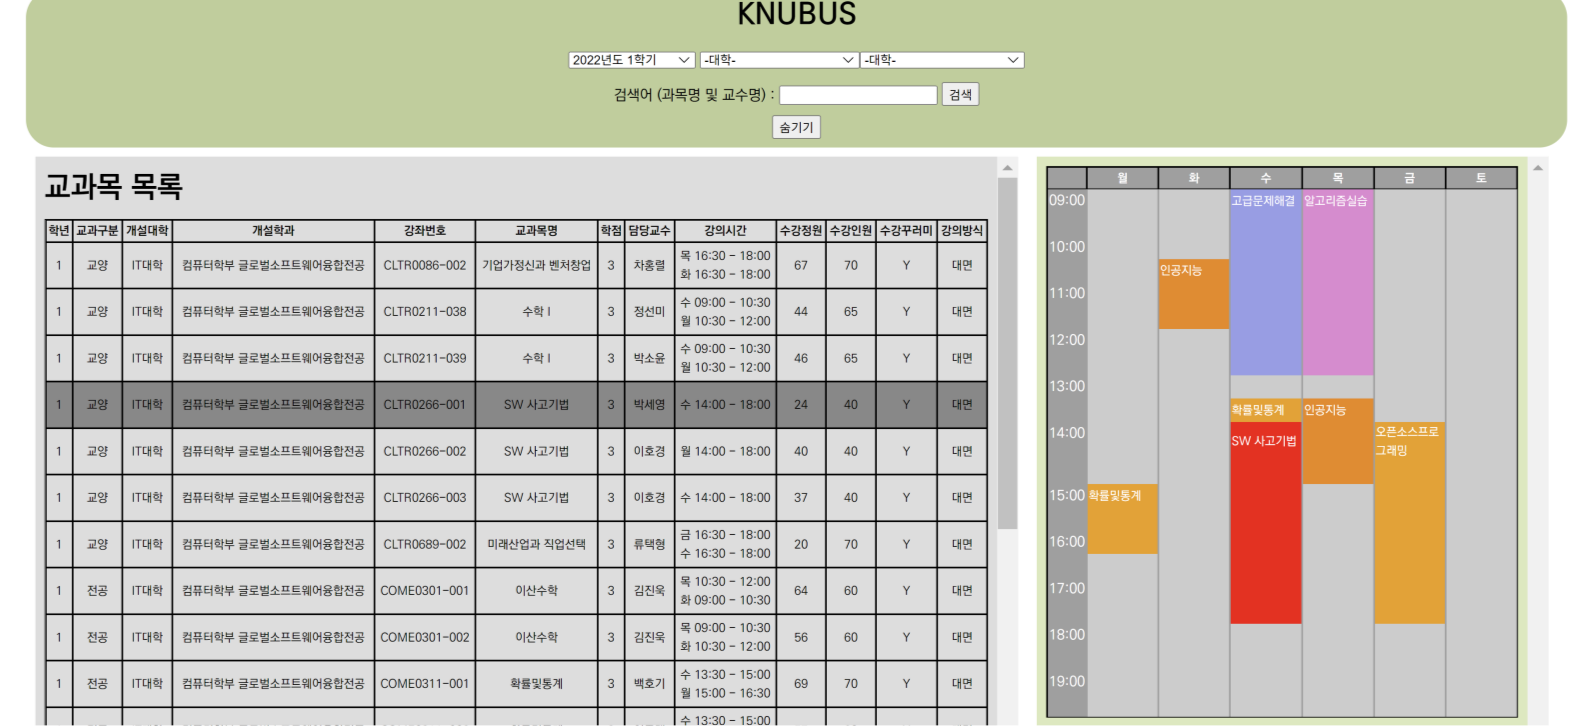 KNUBUS
2022년도 1학기 -대학- -대학-
검색어 (과목명 및 교수명) : 검색
숨기기
교과목 목록
학년 교과구분 개설대학 개설학과 강좌번호 교과목명 학점 담당교수 강의시간 수강정원 수강인원 수강꾸러미 강의방식
1 교양 IT대학 컴퓨터학부 글로벌소프트웨어융합전공 CLTR0086-002 기업가정신과 벤처창업 3 차홍렬 목 16:30 - 18:00 화 16:30 - 18:00 67 70 Y 대면
1 교양 IT대학 컴퓨터학부 글로벌소프트웨어융합전공 CLTR0211-038 수학 I 3 정선미 수 09:00 - 10:30 월 10:30 - 12:00 44 65 Y 대면
1 교양 IT대학 컴퓨터학부 글로벌소프트웨어융합전공 CLTR0211-039 수학 I 3 박소윤 수 09:00 - 10:30 월 10:30 - 12:00 46 65 Y 대면
1 교양 IT대학 컴퓨터학부 글로벌소프트웨어융합전공 CLTR0266-001 SW 사고기법 3 박세영 수 14:00 - 18:00 24 40 Y 대면
1 교양 IT대학 컴퓨터학부 글로벌소프트웨어융합전공 CLTR0266-002 SW 사고기법 3 이호경 월 14:00 - 18:00 40 40 Y 대면
1 교양 IT대학 컴퓨터학부 글로벌소프트웨어융합전공 CLTR0266-003 SW 사고기법 3 이호경 수 14:00 - 18:00 37 40 Y 대면
1 교양 IT대학 컴퓨터학부 글로벌소프트웨어융합전공 CLTR0689-002 미래산업과 직업선택 3 류택형 금 16:30 - 18:00 수 16:30 - 18:00 20 70 Y 대면
1 전공 IT대학 컴퓨터학부 글로벌소프트웨어융합전공 COME0301-001 이산수학 3 김진욱 목 10:30 - 12:00 화 09:00 - 10:30 64 60 Y 대면
1 전공 IT대학 컴퓨터학부 글로벌소프트웨어융합전공 COME0301-002 이산수학 3 김진욱 목 09:00 - 10:30 화 10:30 - 12:00 56 60 Y 대면
1 전공 IT대학 컴퓨터학부 글로벌소프트웨어융합전공 COME0311-001 확률및통계 3 백호기 수 13:30 - 15:00 월 15:00 - 16:30 69 70 Y 대면
수 13:30 - 15:00
월 화 수 목 금 토
09:00 고급문제해결 알고리즘실습
10:00
인공지능
11:00
12:00
13:00
확률및통계 인공지능
14:00 오픈소스프로
SW 사고기법 그래밍
15:00 확률및통계
16:00
17:00
18:00
19:00